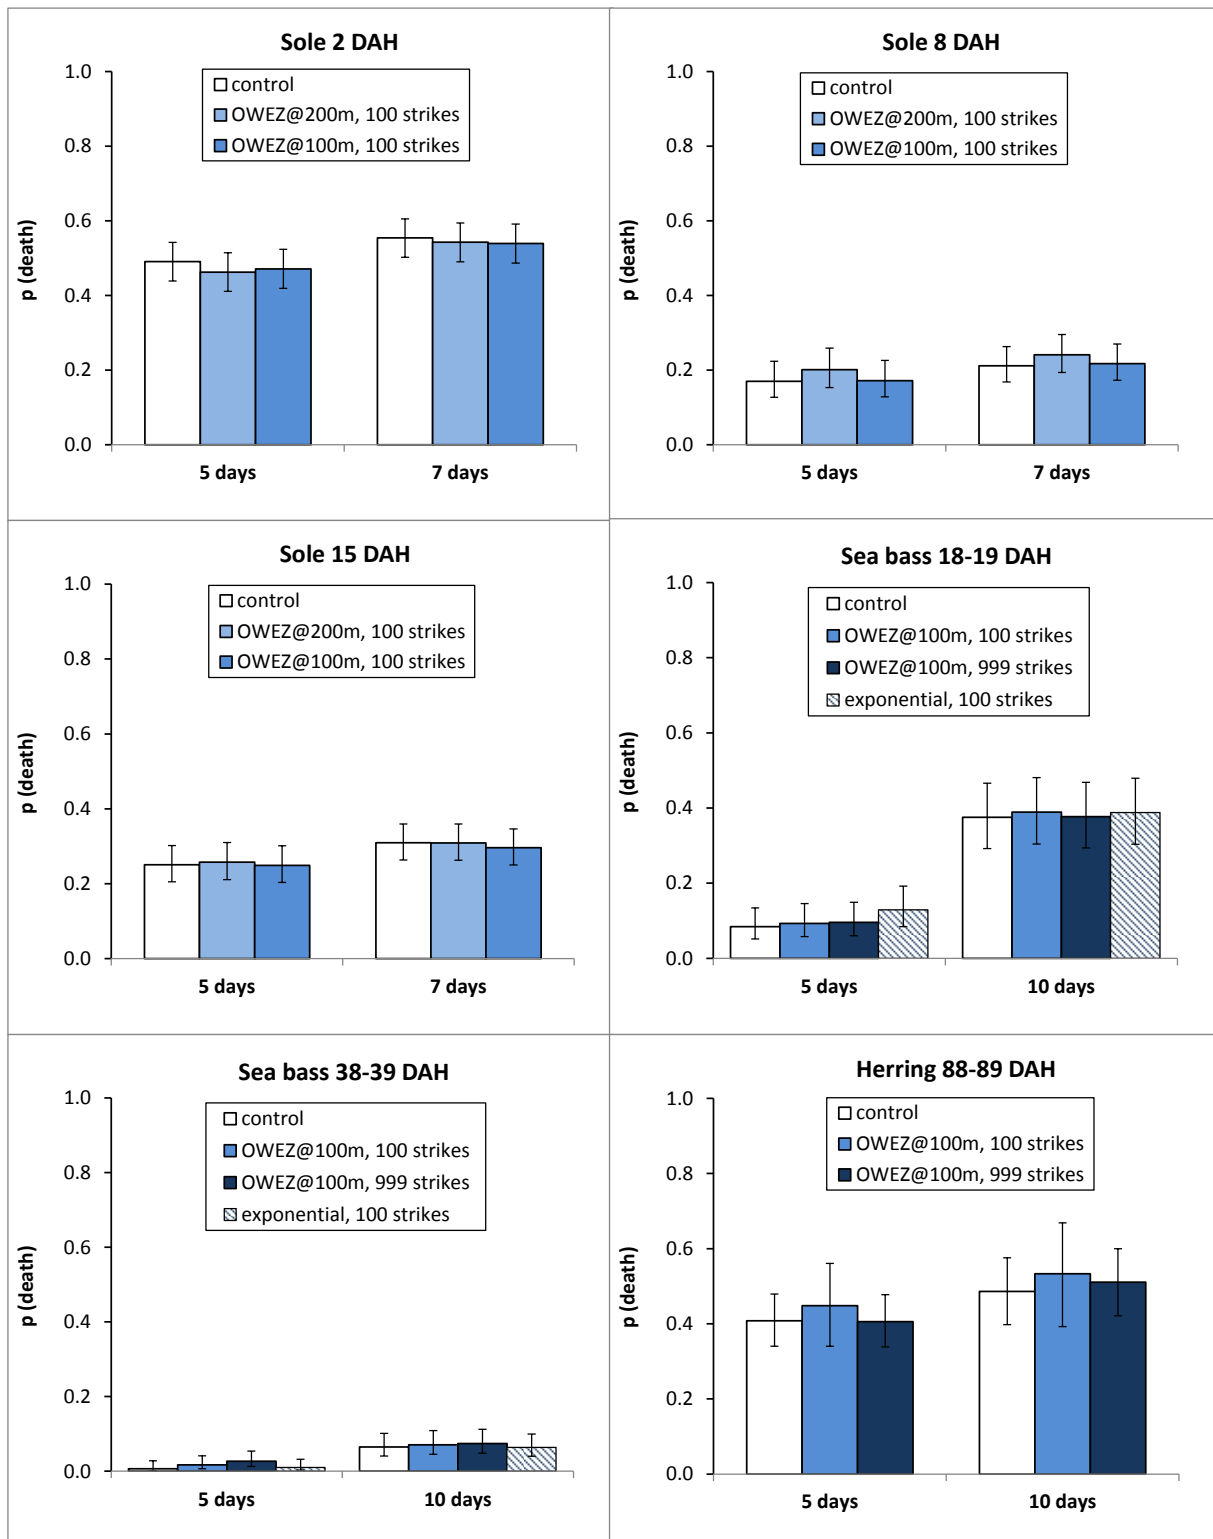 Sole 2 DAH
control
OWEZ@200m, 100 strikes
OWEZ@100m, 100 strikes
p (death)
1.0
0.8
0.6
0.4
0.2
0.0
5 days
7 days
Sole 8 DAH
control
OWEZ@200m, 100 strikes
OWEZ@100m, 100 strikes
p (death)
1.0
0.8
0.6
0.4
0.2
0.0
5 days
7 days
Sole 15 DAH
control
OWEZ@200m, 100 strikes
OWEZ@100m, 100 strikes
p (death)
1.0
0.8
0.6
0.4
0.2
0.0
5 days
7 days
Sea bass 18-19 DAH
control
OWEZ@100m, 100 strikes
OWEZ@100m, 999 strikes
exponential, 100 strikes
p (death)
1.0
0.8
0.6
0.4
0.2
0.0
5 days
10 days
Sea bass 38-39 DAH
control
OWEZ@100m, 100 strikes
OWEZ@100m, 999 strikes
exponential, 100 strikes
p (death)
1.0
0.8
0.6
0.4
0.2
0.0
5 days
10 days
Herring 88-89 DAH
control
OWEZ@100m, 100 strikes
OWEZ@100m, 999 strikes
p (death)
1.0
0.8
0.6
0.4
0.2
0.0
5 days
10 days